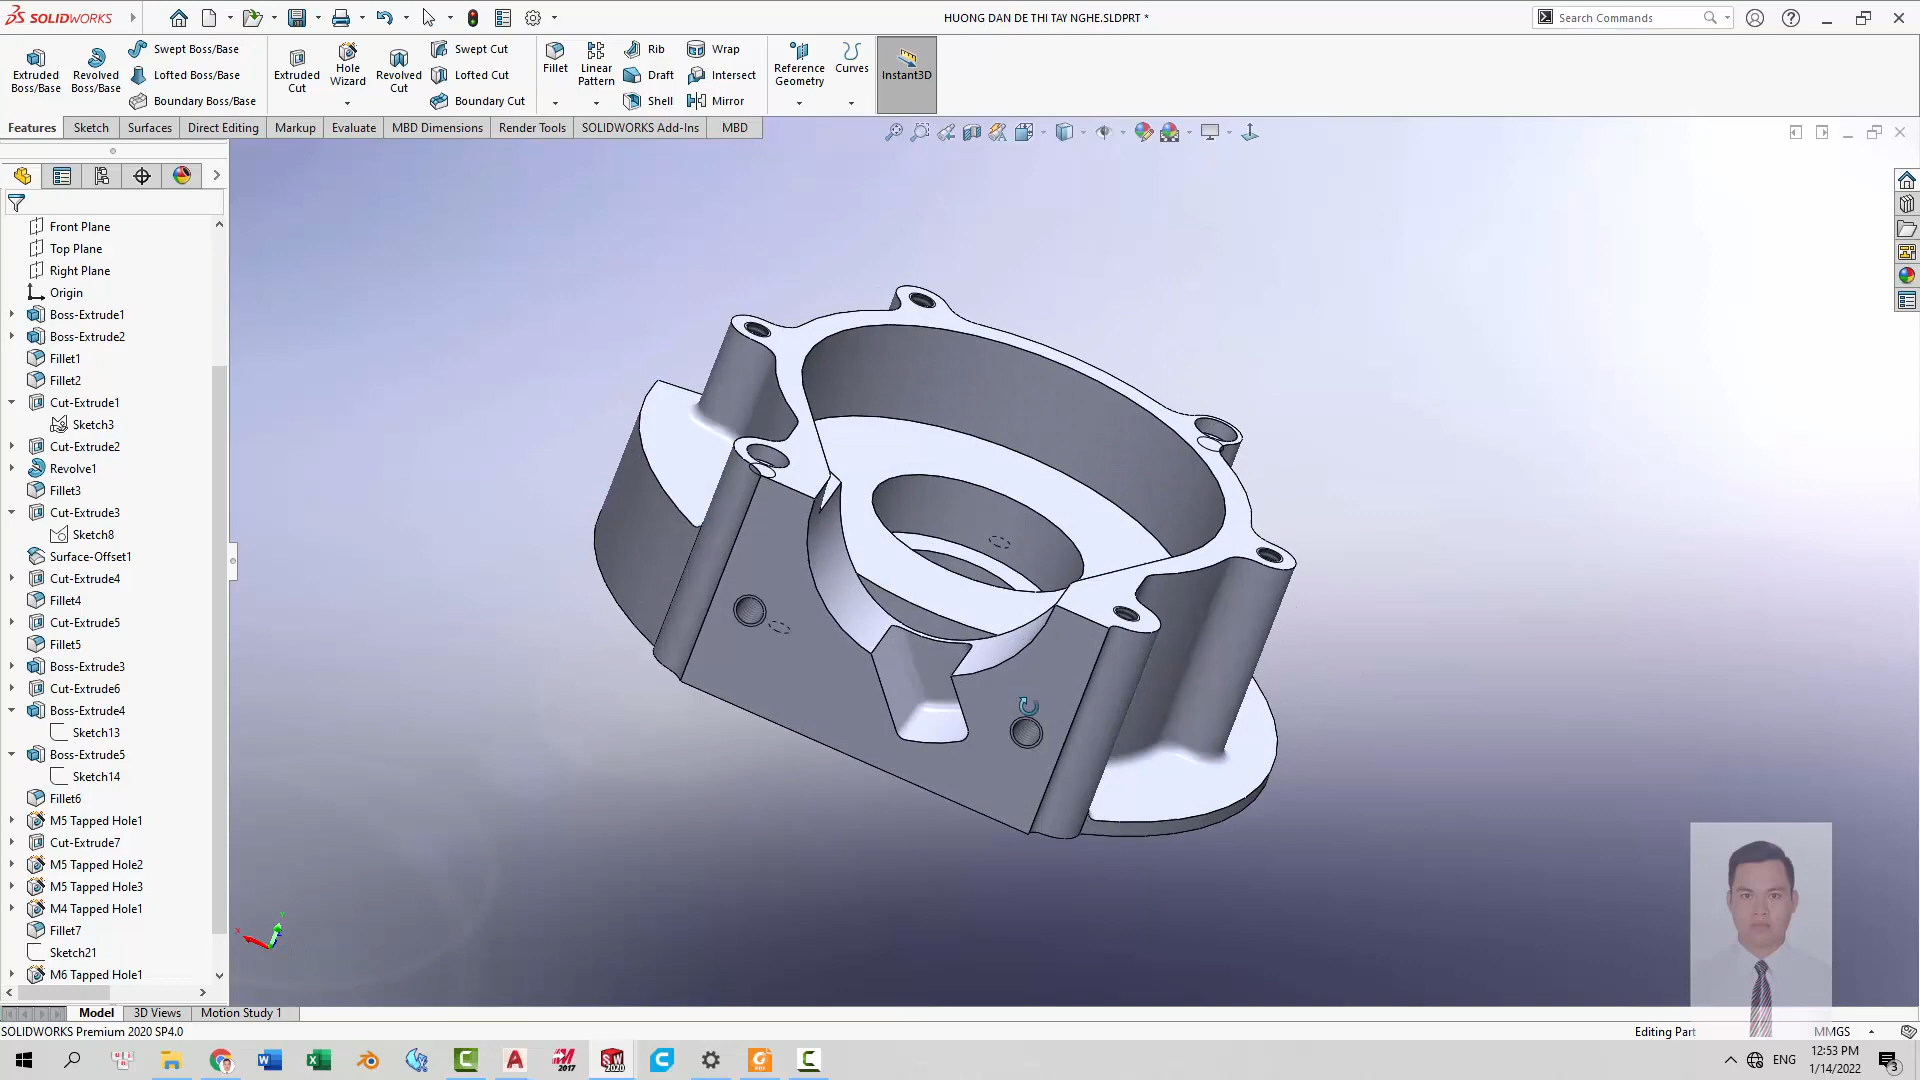 SOLIDWORKS
HUONG DAN DE THI TAY NGHE.SLDPRT *
Search Commands
Extruded Boss/Base
Revolved Boss/Base
Swept Boss/Base
Lofted Boss/Base
Boundary Boss/Base
Extruded Cut
Hole Wizard
Revolved Cut
Swept Cut
Lofted Cut
Boundary Cut
Fillet
Linear Pattern
Rib
Draft
Shell
Wrap
Intersect
Mirror
Reference Geometry
Curves
Instant3D
Features
Sketch
Surfaces
Direct Editing
Markup
Evaluate
MBD Dimensions
Render Tools
SOLIDWORKS Add-Ins
MBD
Front Plane
Top Plane
Right Plane
Origin
Boss-Extrude1
Boss-Extrude2
Fillet1
Fillet2
Cut-Extrude1
Sketch3
Cut-Extrude2
Revolve1
Fillet3
Cut-Extrude3
Sketch8
Surface-Offset1
Cut-Extrude4
Fillet4
Cut-Extrude5
Fillet5
Boss-Extrude3
Cut-Extrude6
Boss-Extrude4
Sketch13
Boss-Extrude5
Sketch14
Fillet6
M5 Tapped Hole1
Cut-Extrude7
M5 Tapped Hole2
M5 Tapped Hole3
M4 Tapped Hole1
Fillet7
Sketch21
M6 Tapped Hole1
Model
3D Views
Motion Study 1
SOLIDWORKS Premium 2020 SP4.0
Editing Part
MMGS
ENG
12:53 PM
1/14/2022